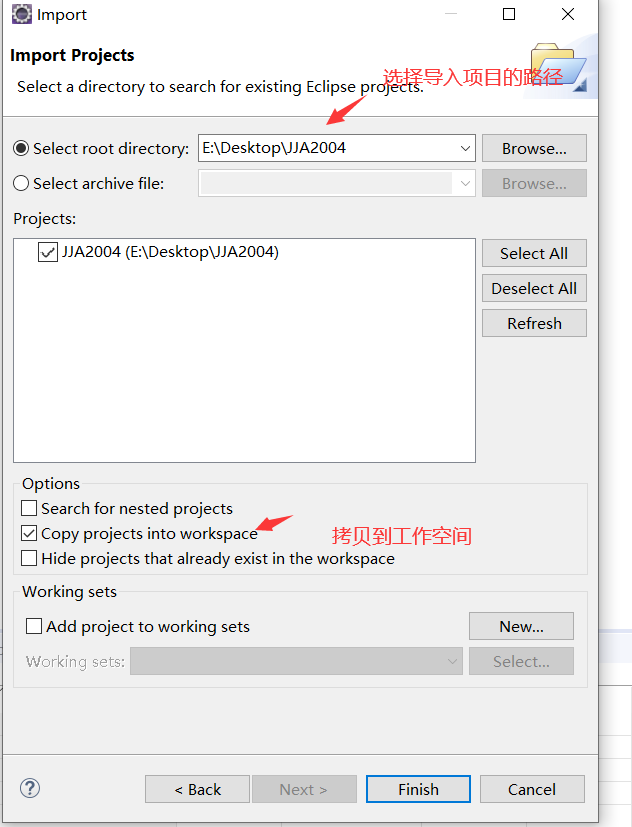 Import
Import Projects
选择导入项目的路径
Select a directory to search for existing Eclipse projects.
Select root directory: E:\Desktop\JJA2004 Browse...
Select archive file: Browse...
Projects:
JJA2004 (E:\Desktop\JJA2004)
Select All
Deselect All
Refresh
Options
Search for nested projects
Copy projects into workspace 拷贝到工作空间
Hide projects that already exist in the workspace
Working sets
Add project to working sets New...
Working sets: Select...
? < Back Next > Finish Cancel